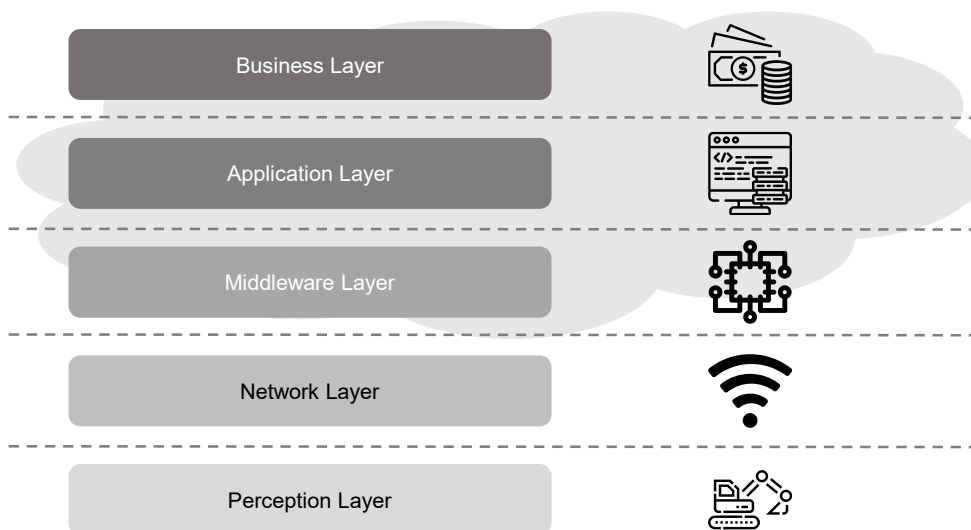 Business Layer
$
Application Layer
</>
Middleware Layer
Network Layer
Perception Layer